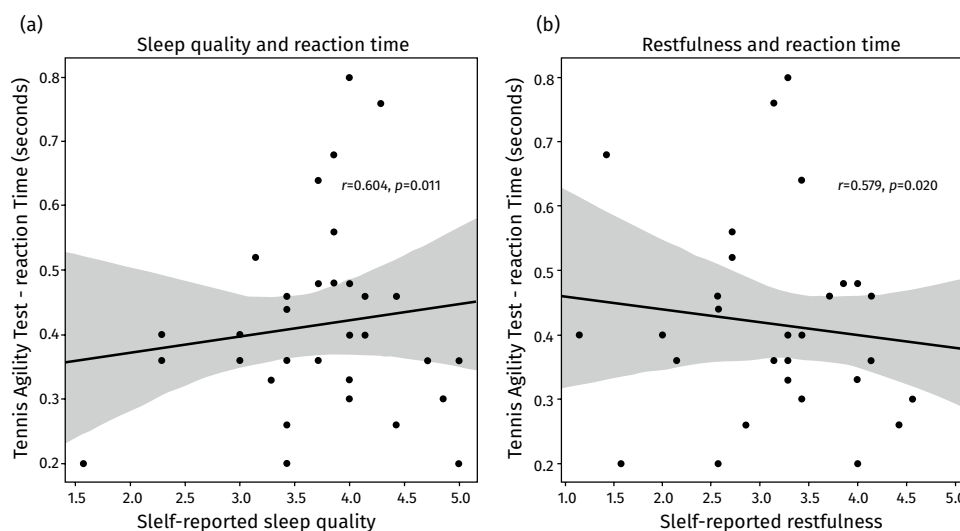 (a)
Sleep quality and reaction time
Tennis Agility Test - reaction Time (seconds)
0.8
0.7
0.6
0.5
0.4
0.3
0.2
r=0.604, p=0.011
1.5 2.0 2.5 3.0 3.5 4.0 4.5 5.0
Slelf-reported sleep quality
(b)
Restfulness and reaction time
Tennis Agility Test - reaction Time (seconds)
0.8
0.7
0.6
0.5
0.4
0.3
0.2
r=0.579, p=0.020
1.0 1.5 2.0 2.5 3.0 3.5 4.0 4.5 5.0
Slelf-reported restfulness